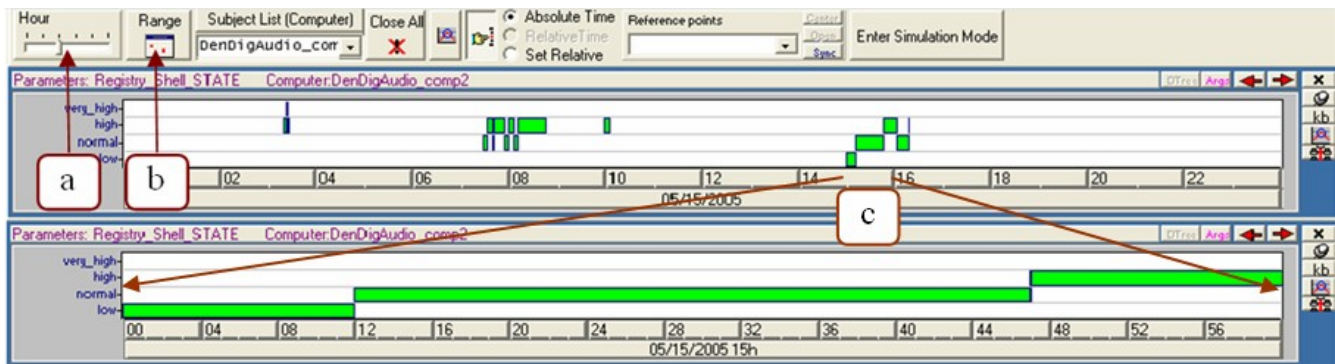 Hour Range Subject List (Computer) Close All Absolute Time Reference points Center
RelativeTime Open Enter Simulation Mode
DenDigAudio_com Set Relative Sync
Parameters: Registry_Shell_STATE Computer:DenDigAudio_comp2 DTree Args
very_high
high
normal
low
kb
02 04 06 08 10 12 14 16 18 20 22
05/15/2005
a b c
Parameters: Registry_Shell_STATE Computer:DenDigAudio_comp2 DTree Args
very_high
high
normal
low
kb
00 04 08 12 16 20 24 28 32 36 40 44 48 52 56
05/15/2005 15h